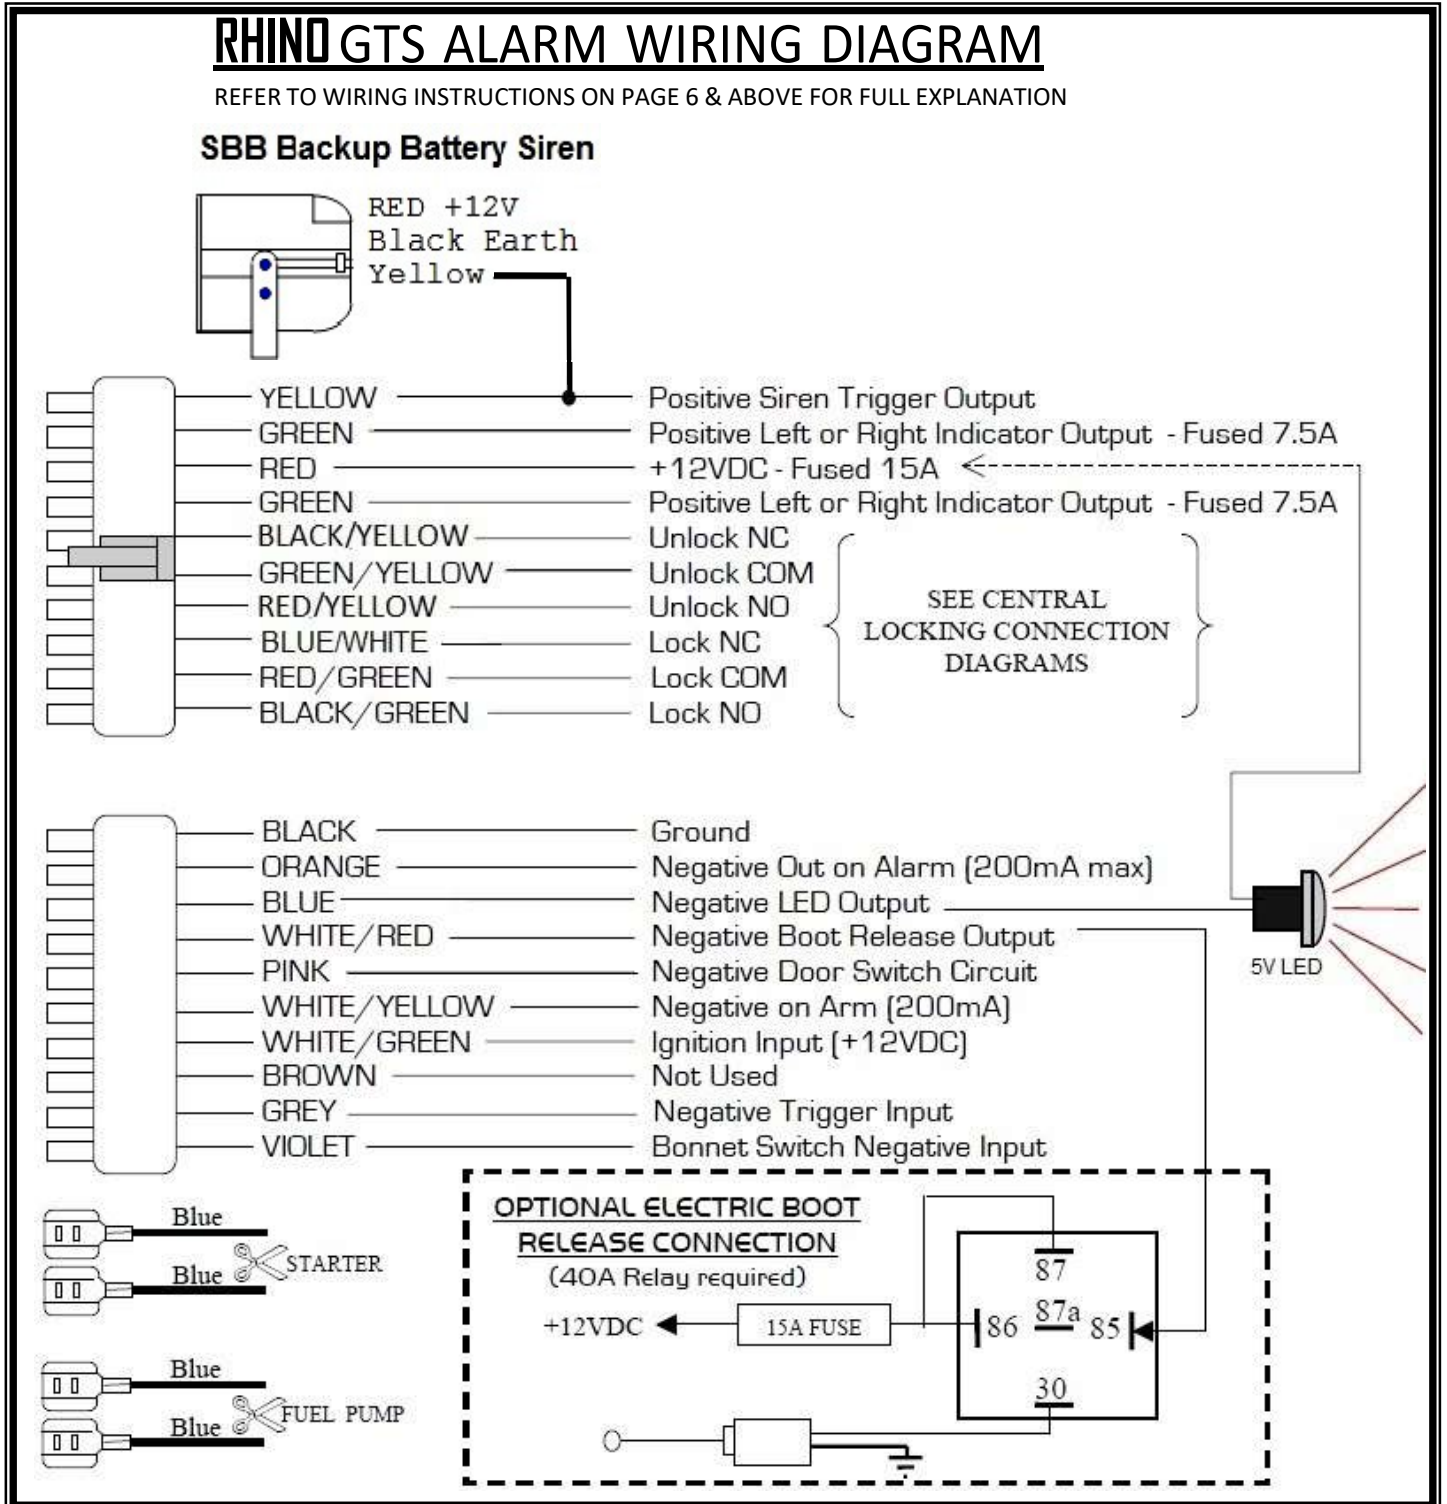 RHINO GTS ALARM WIRING DIAGRAM
REFER TO WIRING INSTRUCTIONS ON PAGE 6 & ABOVE FOR FULL EXPLANATION
SBB Backup Battery Siren
RED +12V
Black Earth
Yellow
YELLOW Positive Siren Trigger Output
GREEN Positive Left or Right Indicator Output - Fused 7.5A
RED +12VDC - Fused 15A
GREEN Positive Left or Right Indicator Output - Fused 7.5A
BLACK/YELLOW Unlock NC
GREEN/YELLOW Unlock COM
RED/YELLOW Unlock NO
BLUE/WHITE Lock NC
RED/GREEN Lock COM
BLACK/GREEN Lock NO
SEE CENTRAL
LOCKING CONNECTION
DIAGRAMS
BLACK Ground
ORANGE Negative Out on Alarm (200mA max)
BLUE Negative LED Output
WHITE/RED Negative Boot Release Output
PINK Negative Door Switch Circuit
WHITE/YELLOW Negative on Arm (200mA)
WHITE/GREEN Ignition Input (+12VDC)
BROWN Not Used
GREY Negative Trigger Input
VIOLET Bonnet Switch Negative Input
5V LED
Blue
STARTER
Blue
Blue
FUEL PUMP
Blue
OPTIONAL ELECTRIC BOOT
RELEASE CONNECTION
(40A Relay required)
+12VDC
15A FUSE
87
86
87a
85
30